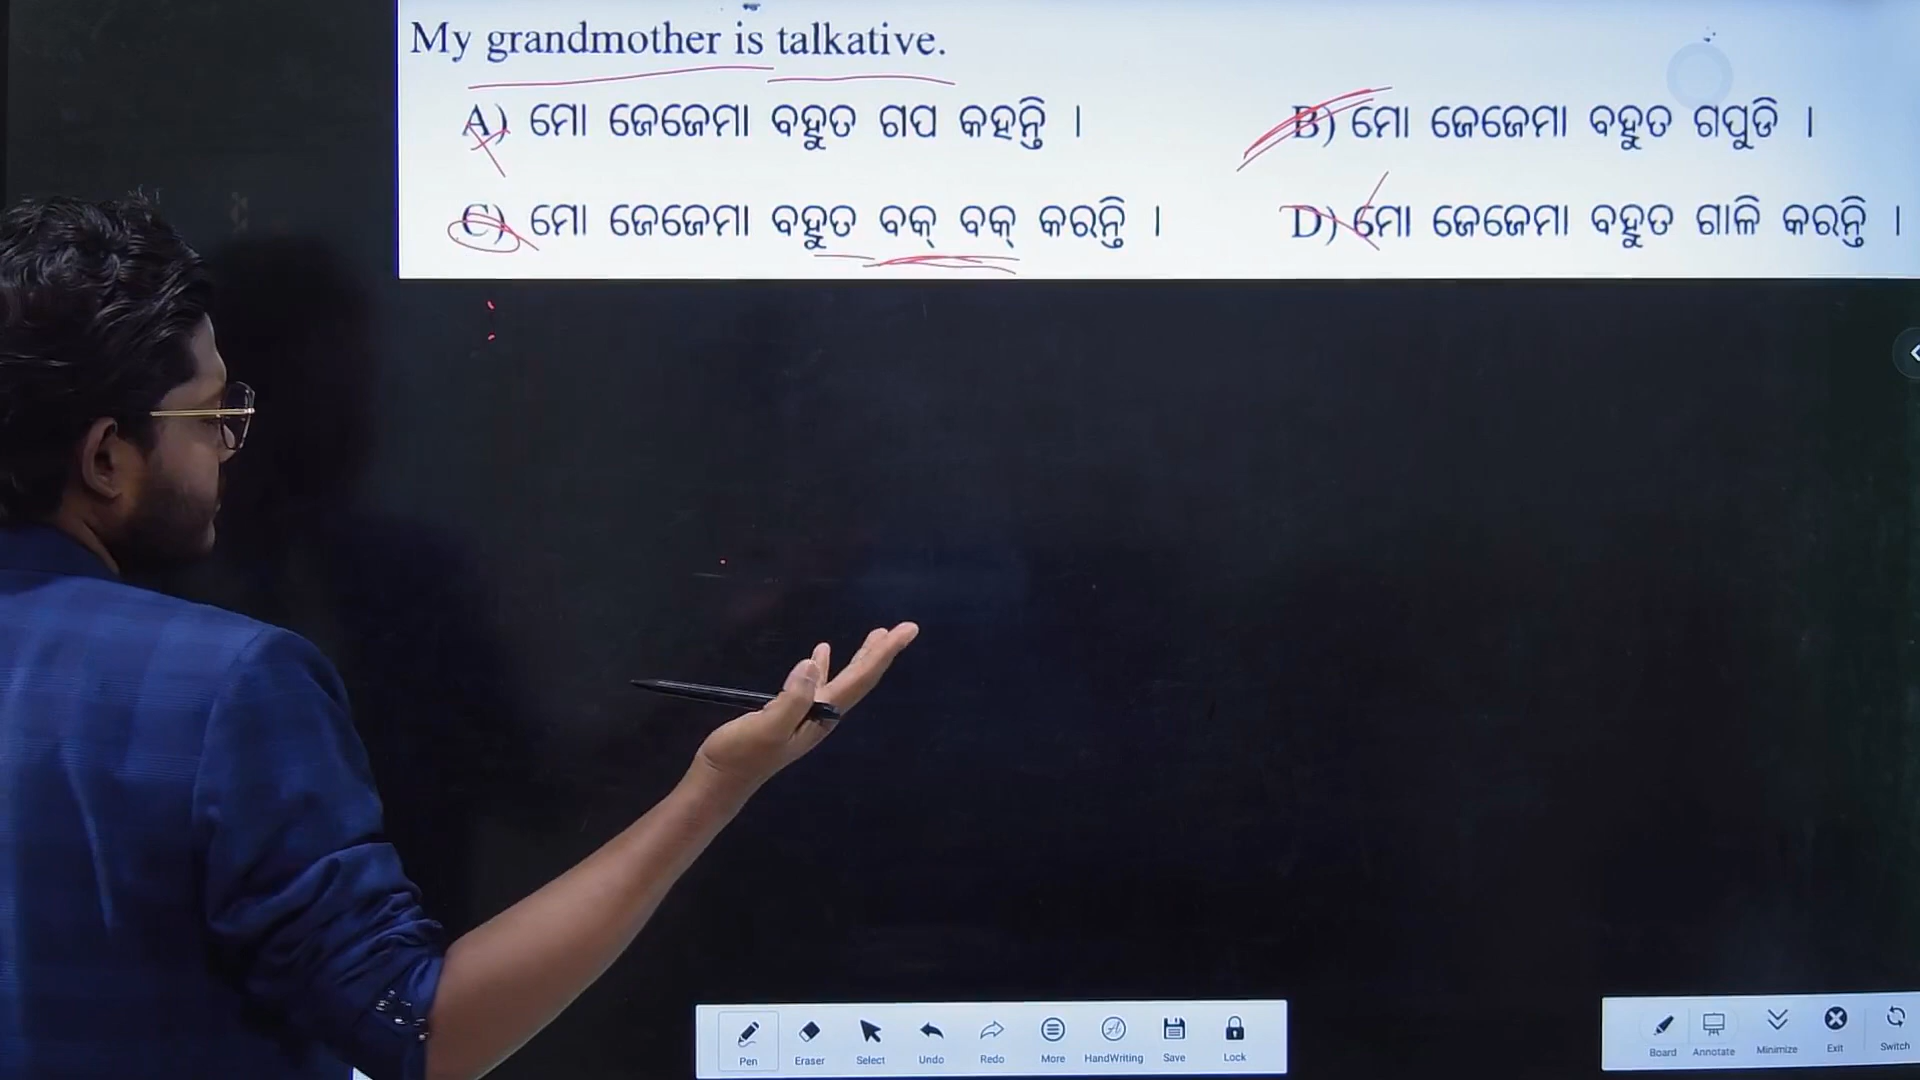 My grandmother is talkative.
A) ମୋ ଜେଜେମା ବହୁତ ଗପ କହନ୍ତି । B) ମୋ ଜେଜେମା ବହୁତ ଗପୁଡି ।
C) ମୋ ଜେଜେମା ବହୁତ ବକ୍ ବକ୍ କରନ୍ତି । D) ମୋ ଜେଜେମା ବହୁତ ଗାଳି କରନ୍ତି ।
Pen Eraser Select Undo Redo More HandWriting Save Lock
Board Annotate Minimize Exit Switch